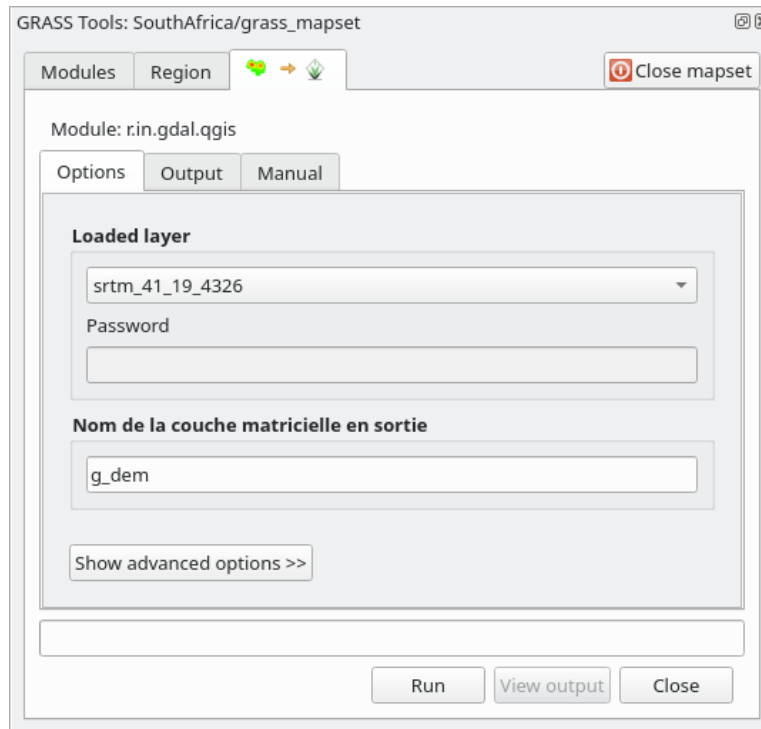 GRASS Tools: SouthAfrica/grass_mapset
Modules Region Close mapset
Module: r.in.gdal.qgis
Options Output Manual
Loaded layer
srtm_41_19_4326
Password
Nom de la couche matricielle en sortie
g_dem
Show advanced options >>
Run View output Close